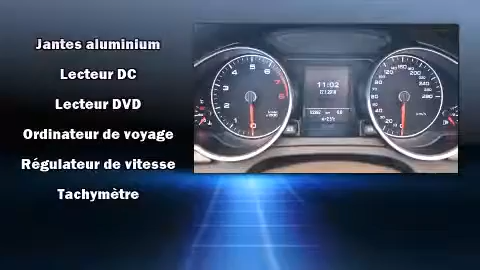 Jantes aluminium
Lecteur DC
Lecteur DVD
Ordinateur de voyage
Régulateur de vitesse
Tachymètre
11:02